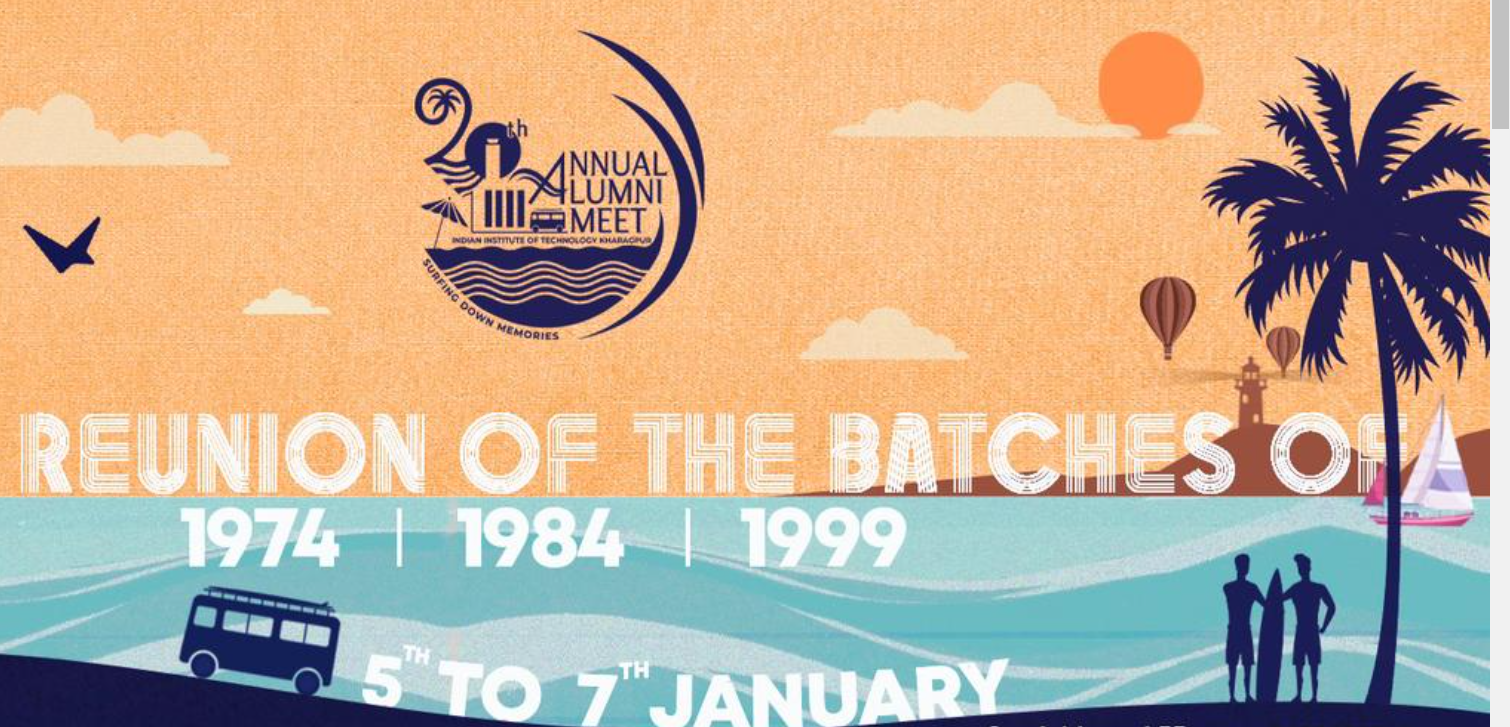 20th
ANNUAL
ALUMNI
MEET
INDIAN INSTITUTE OF TECHNOLOGY KHARAGPUR
SURFING DOWN MEMORIES
REUNION OF THE BATCHES OF
1974 | 1984 | 1999
5TH TO 7TH JANUARY